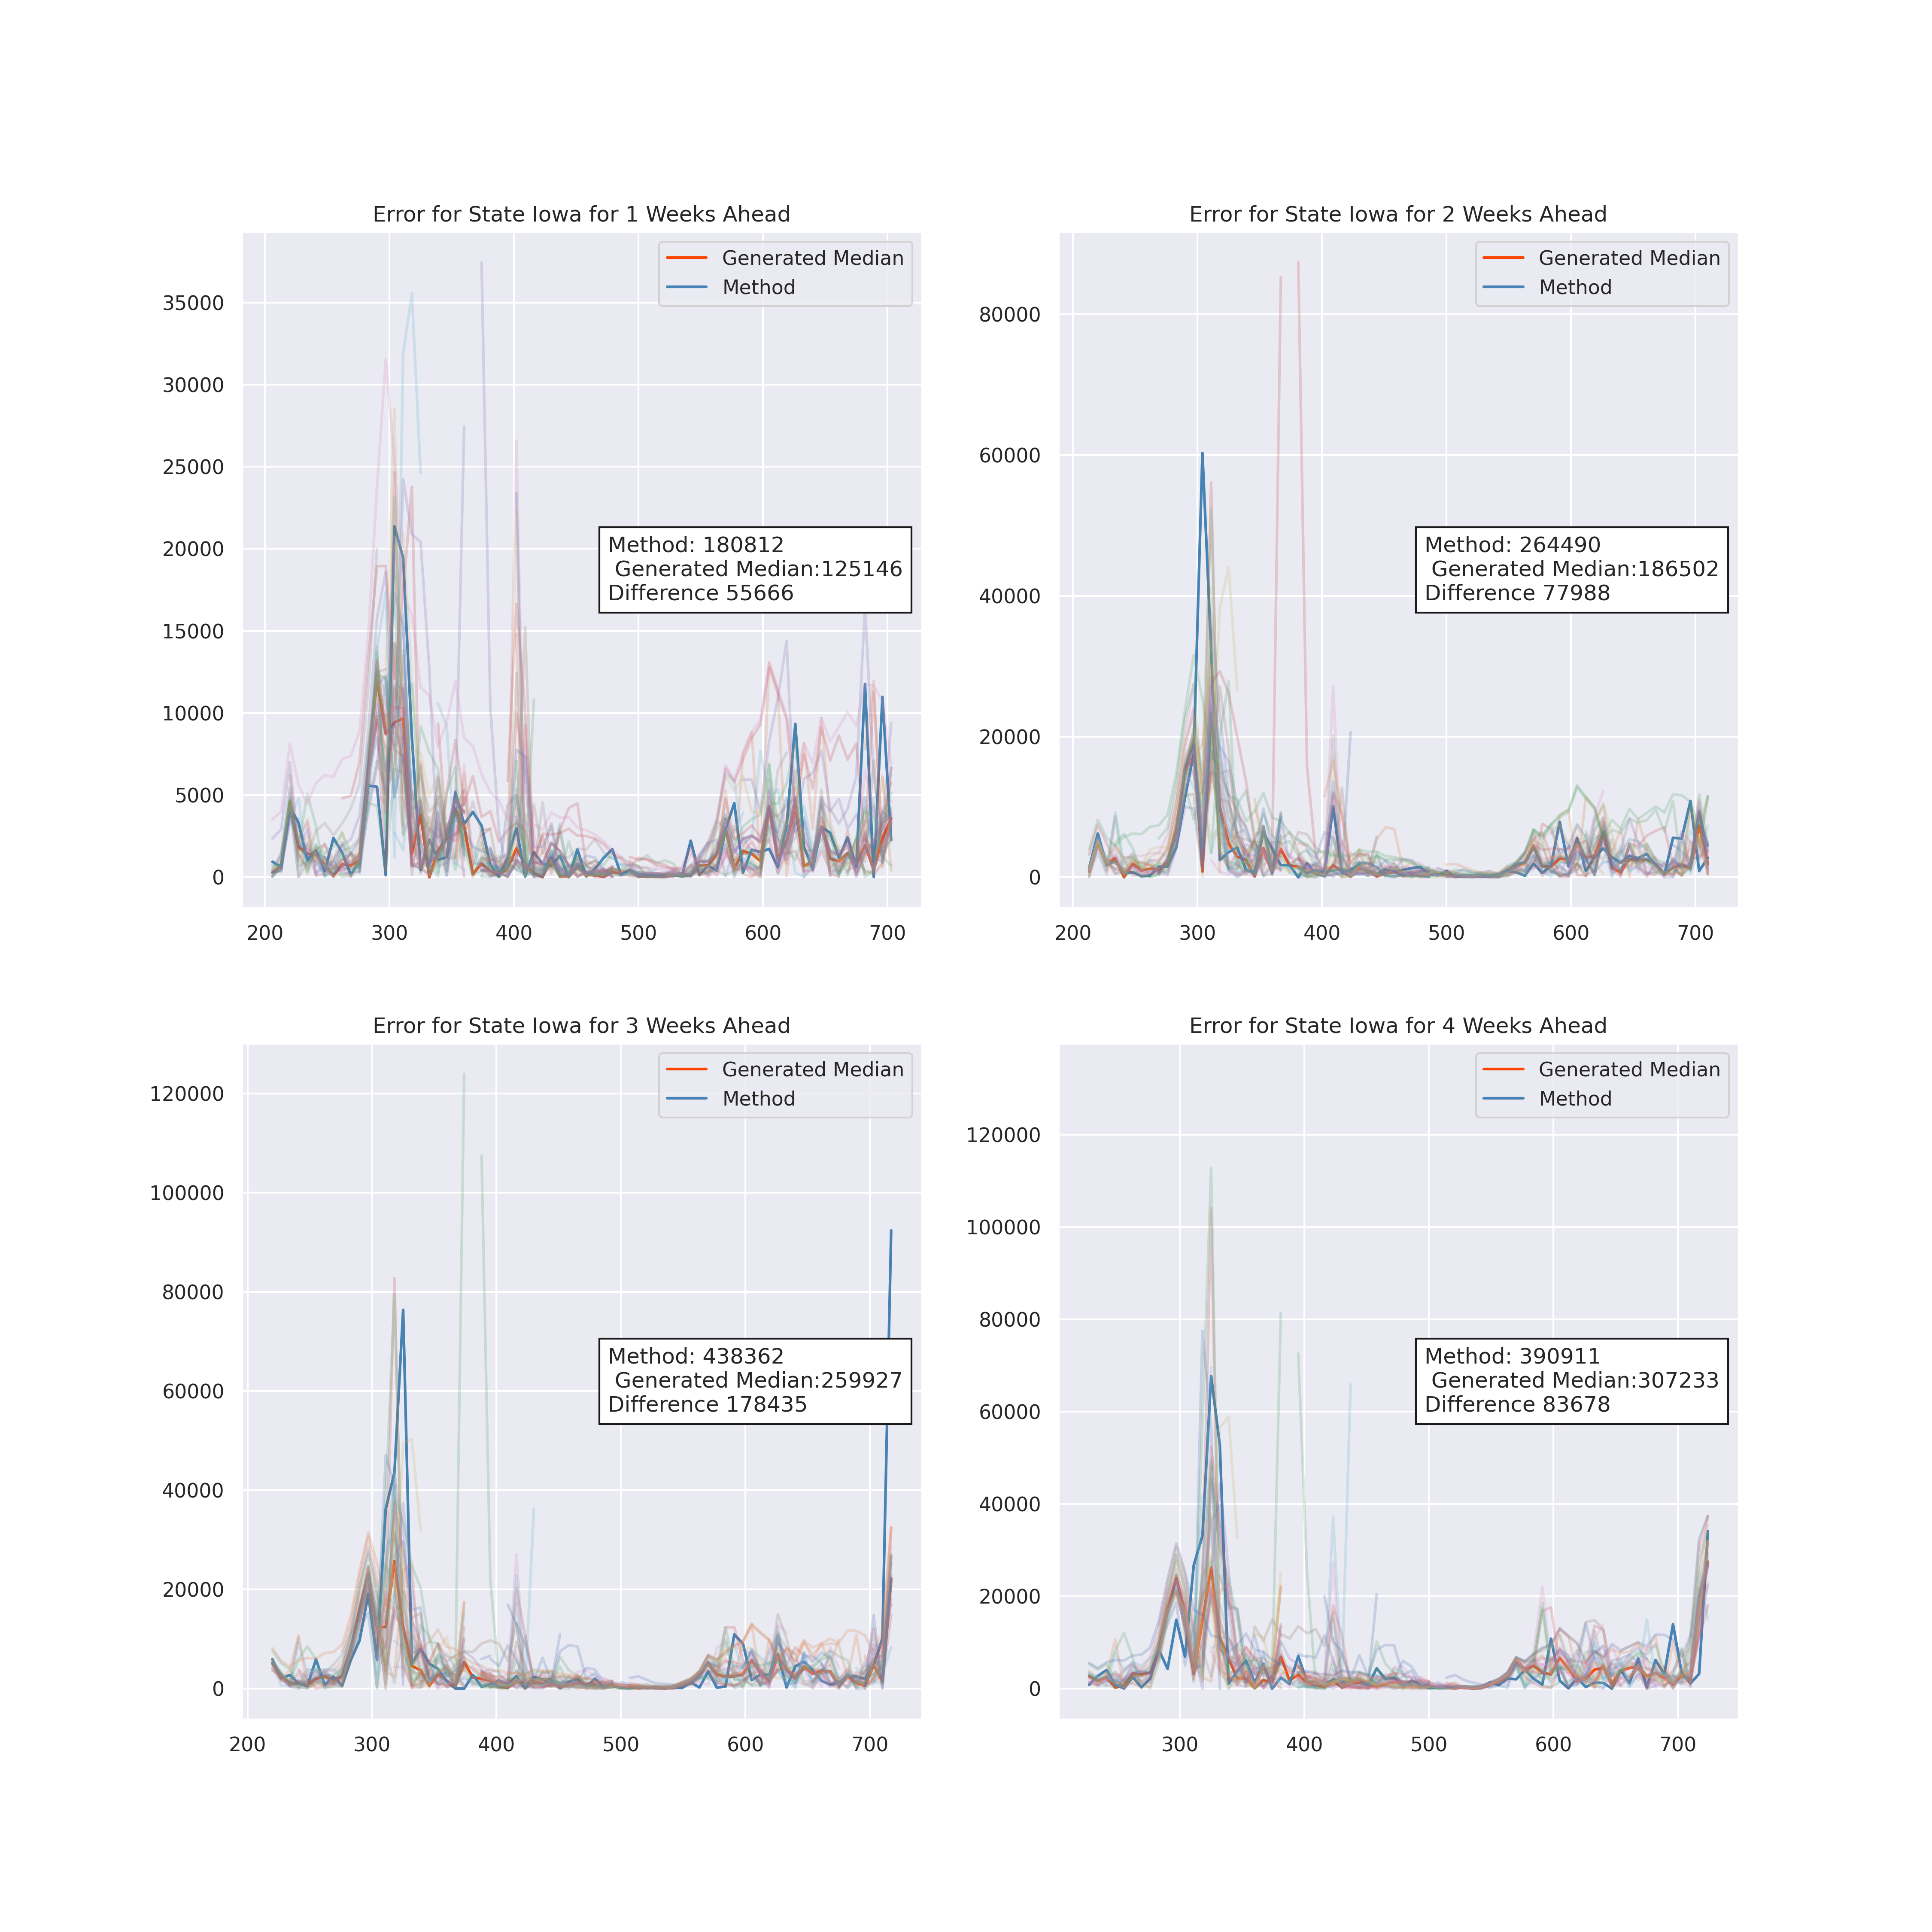 Error for State Iowa for 1 Weeks Ahead
Generated Median
Method
35000
30000
25000
20000
15000
10000
5000
0
Method: 180812
Generated Median:125146
Difference 55666
200 300 400 500 600 700
Error for State Iowa for 2 Weeks Ahead
Generated Median
Method
80000
60000
40000
20000
0
Method: 264490
Generated Median:186502
Difference 77988
200 300 400 500 600 700
Error for State Iowa for 3 Weeks Ahead
Generated Median
Method
120000
100000
80000
60000
40000
20000
0
Method: 438362
Generated Median:259927
Difference 178435
200 300 400 500 600 700
Error for State Iowa for 4 Weeks Ahead
Generated Median
Method
120000
100000
80000
60000
40000
20000
0
Method: 390911
Generated Median:307233
Difference 83678
300 400 500 600 700